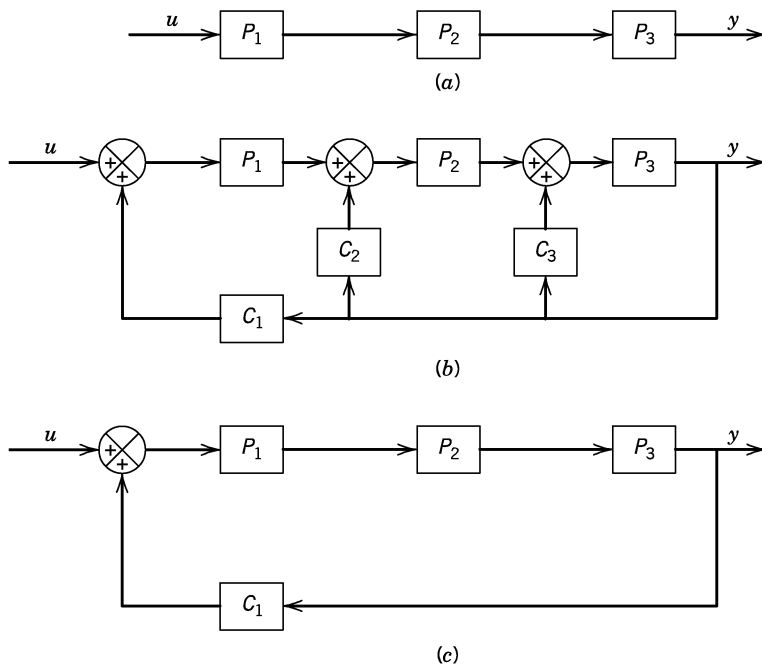 u P1 P2 P3 y
(a)
u + + P1 + + P2 + + P3 y
C2 C3
C1
(b)
u + + P1 P2 P3 y
C1
(c)